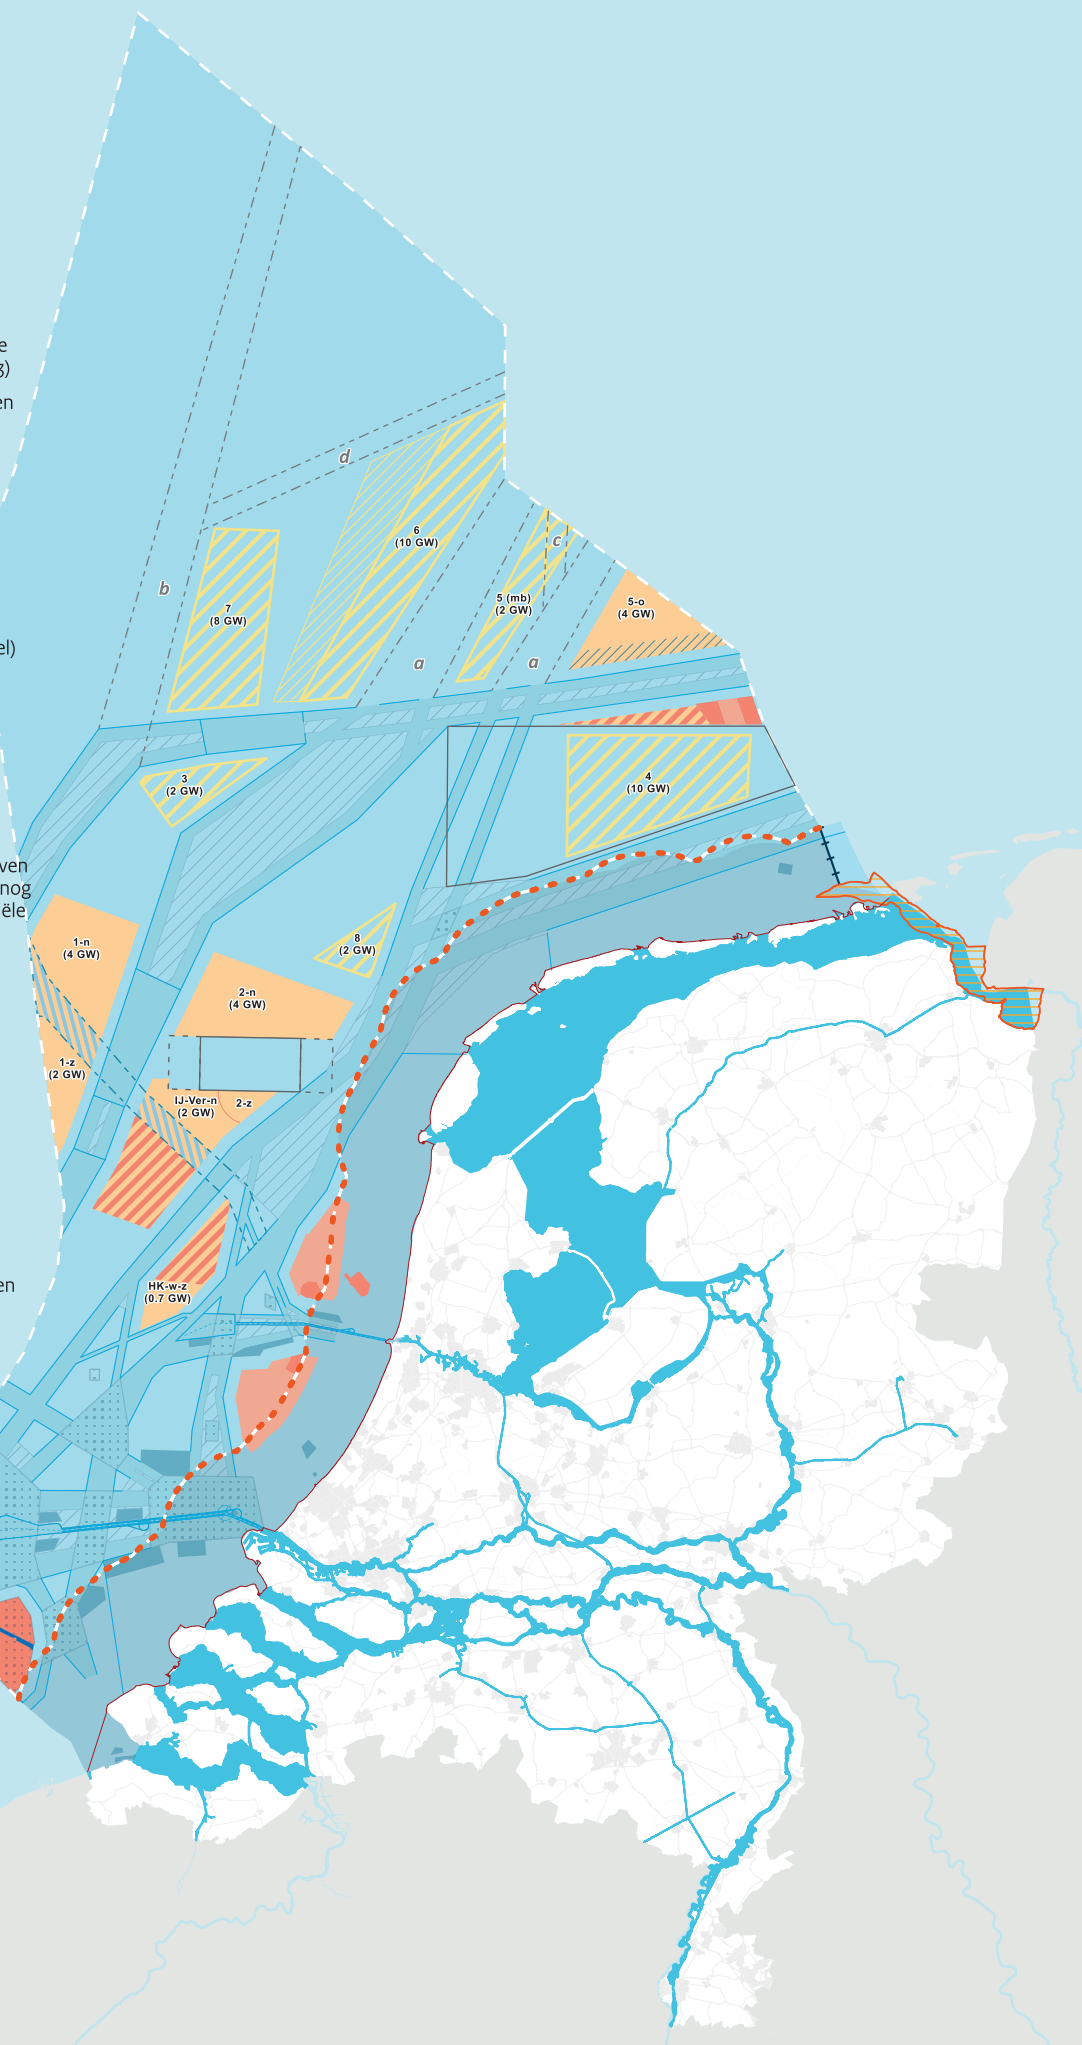 e
3)
en
d
6
(10 GW)
c
b
7
(8 GW)
5 (mb)
(2 GW)
5-o
(4 GW)
el)
a
a
3
(2 GW)
4
(10 GW)
ven
nog
ële
1-n
(4 GW)
8
(2 GW)
2-n
(4 GW)
1-z
(2 GW)
IJ-Ver-n
(2 GW)
2-z
en
HK-w-z
(0.7 GW)